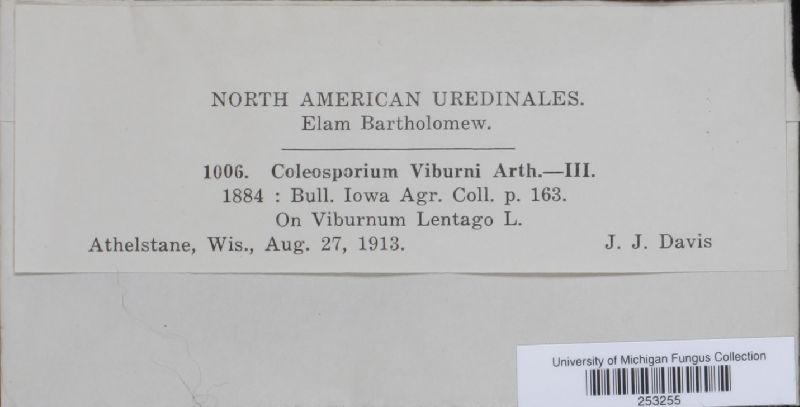 NORTH AMERICAN UREDINALES.
Elam Bartholomew.
1006. Coleosporium Viburni Arth.—III.
1884 : Bull. Iowa Agr. Coll. p. 163.
On Viburnum Lentago L.
Athelstane, Wis., Aug. 27, 1913. J. J. Davis
University of Michigan Fungus Collection
253255